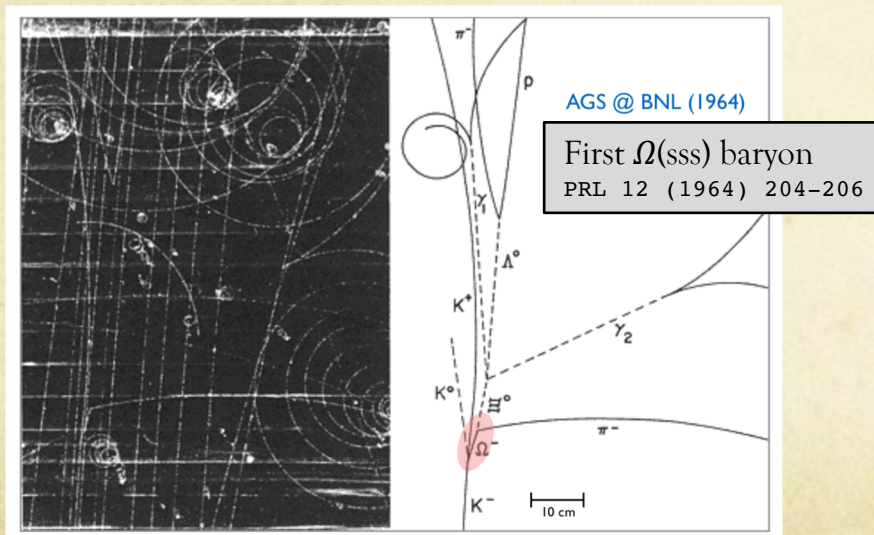 π⁻
p
AGS @ BNL (1964)
First Ω(sss) baryon
PRL 12 (1964) 204–206
γ₁
Λ⁰
K⁺
γ₂
K⁰
Ξ⁰
Ω⁻
π⁻
K⁻
10 cm